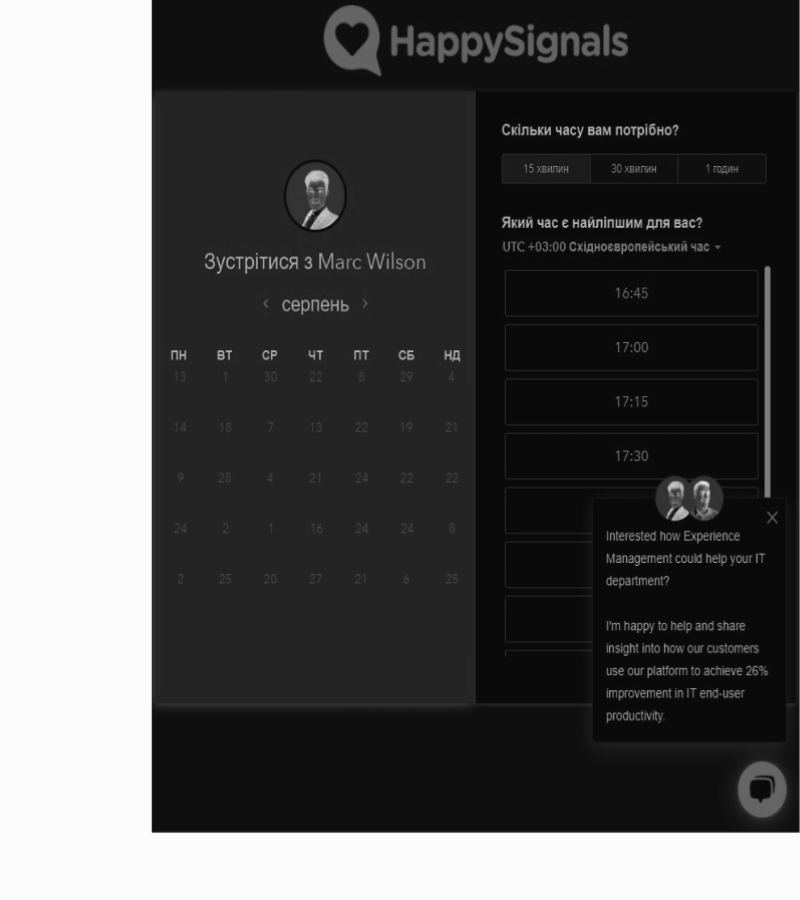 HappySignals
Зустрітися з Marc Wilson
серпень
ПН ВТ СР ЧТ ПТ СБ НД
13 1 30 22 8 29 4
14 18 7 13 22 19 21
9 28 4 21 24 22 22
24 2 1 16 24 24 8
2 25 20 27 21 6 25
Скільки часу вам потрібно?
15 хвилин 30 хвилин 1 годин
Який час є найліпшим для вас?
UTC +03:00 Східноєвропейський час
16:45
17:00
17:15
17:30
Interested how Experience
Management could help your IT
department?
I'm happy to help and share
insight into how our customers
use our platform to achieve 26%
improvement in IT end-user
productivity.